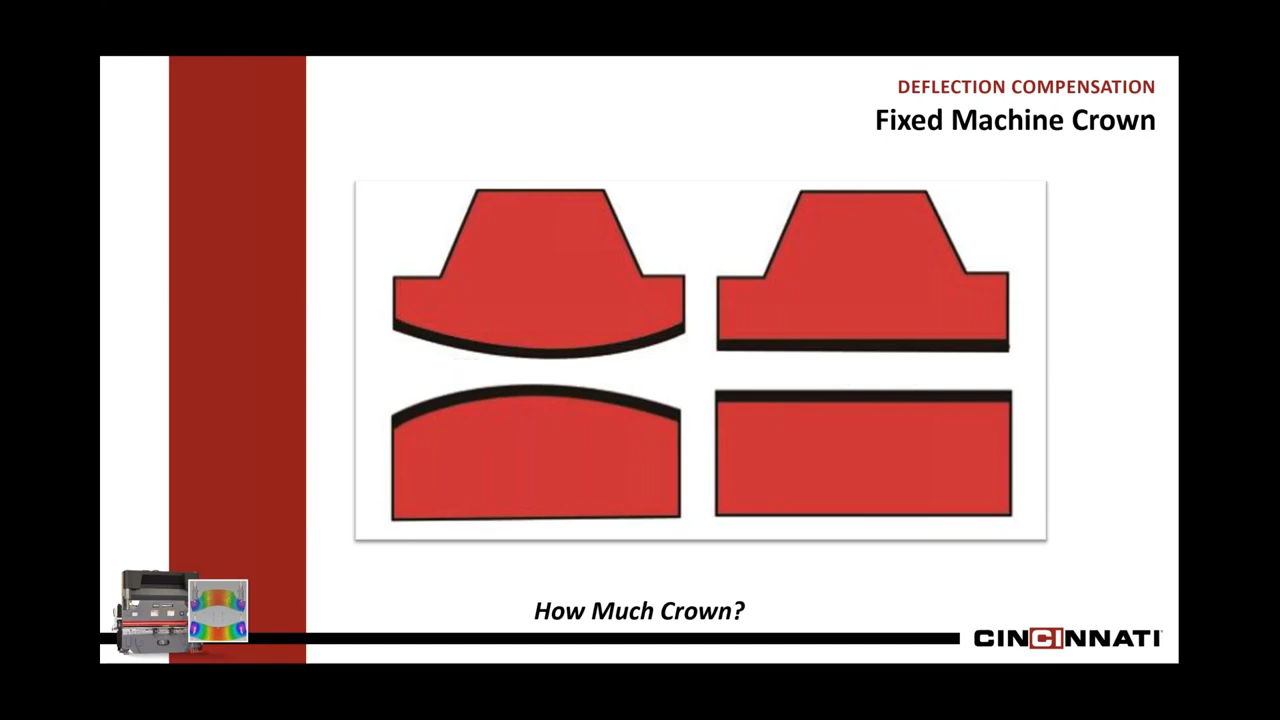 DEFLECTION COMPENSATION
Fixed Machine Crown
How Much Crown?
CINCINNATI